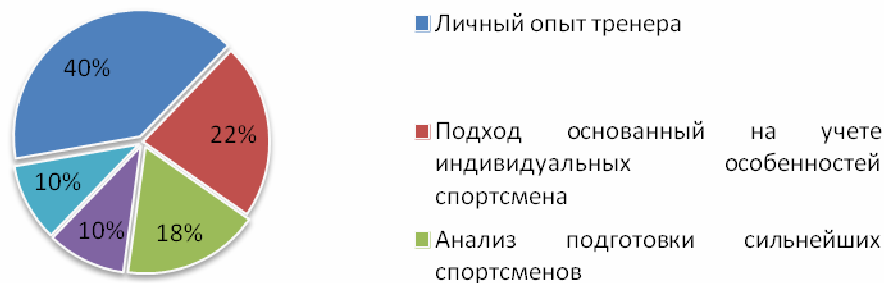 40%
22%
18%
10%
10%
Личный опыт тренера
Подход основанный на учете
индивидуальных особенностей
спортсмена
Анализ подготовки сильнейших
спортсменов